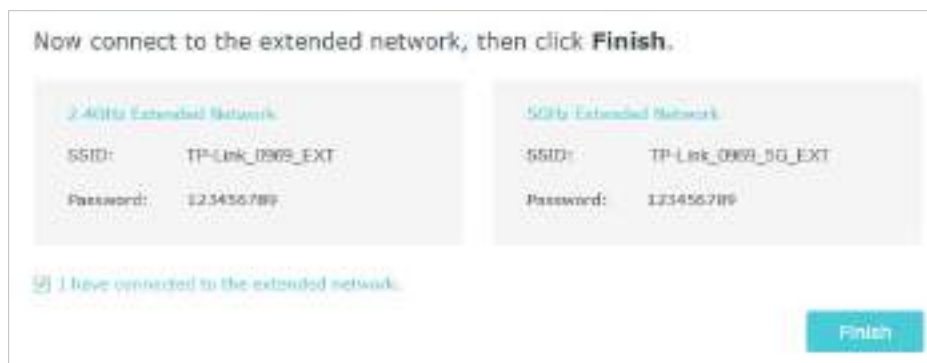 Now connect to the extended network, then click Finish.
2.4GHz Extended Network
SSID: TP-Link_0969_EXT
Password: 123456789
5GHz Extended Network
SSID: TP-Link_0969_5G_EXT
Password: 123456789
I have connected to the extended network.
Finish